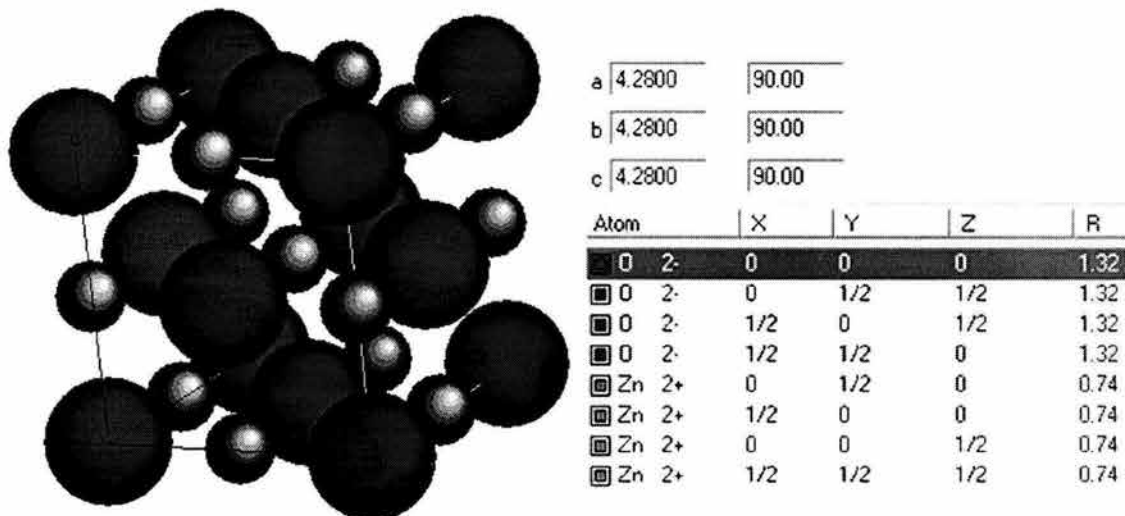 a 4.2800 90.00
b 4.2800 90.00
c 4.2800 90.00
Atom X Y Z R
O 2- 0 0 0 1.32
O 2- 0 1/2 1/2 1.32
O 2- 1/2 0 1/2 1.32
O 2- 1/2 1/2 0 1.32
Zn 2+ 0 1/2 0 0.74
Zn 2+ 1/2 0 0 0.74
Zn 2+ 0 0 1/2 0.74
Zn 2+ 1/2 1/2 1/2 0.74